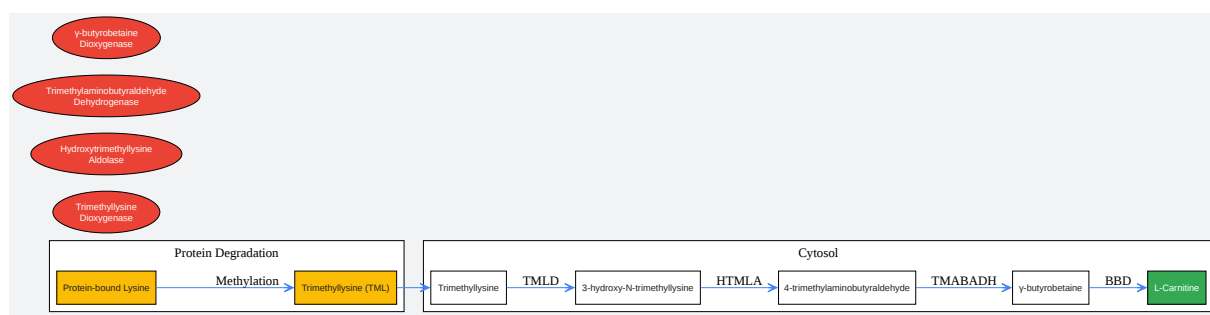 γ-butyrobetaine
Dioxygenase
Trimethylaminobutyraldehyde
Dehydrogenase
Hydroxytrimethyllysine
Aldolase
Trimethyllysine
Dioxygenase
Protein Degradation
Cytosol
Protein-bound Lysine
Methylation
Trimethyllysine (TML)
Trimethyllysine
TMLD
3-hydroxy-N-trimethyllysine
HTMLA
4-trimethylaminobutyraldehyde
TMABADH
γ-butyrobetaine
BBD
L-Carnitine